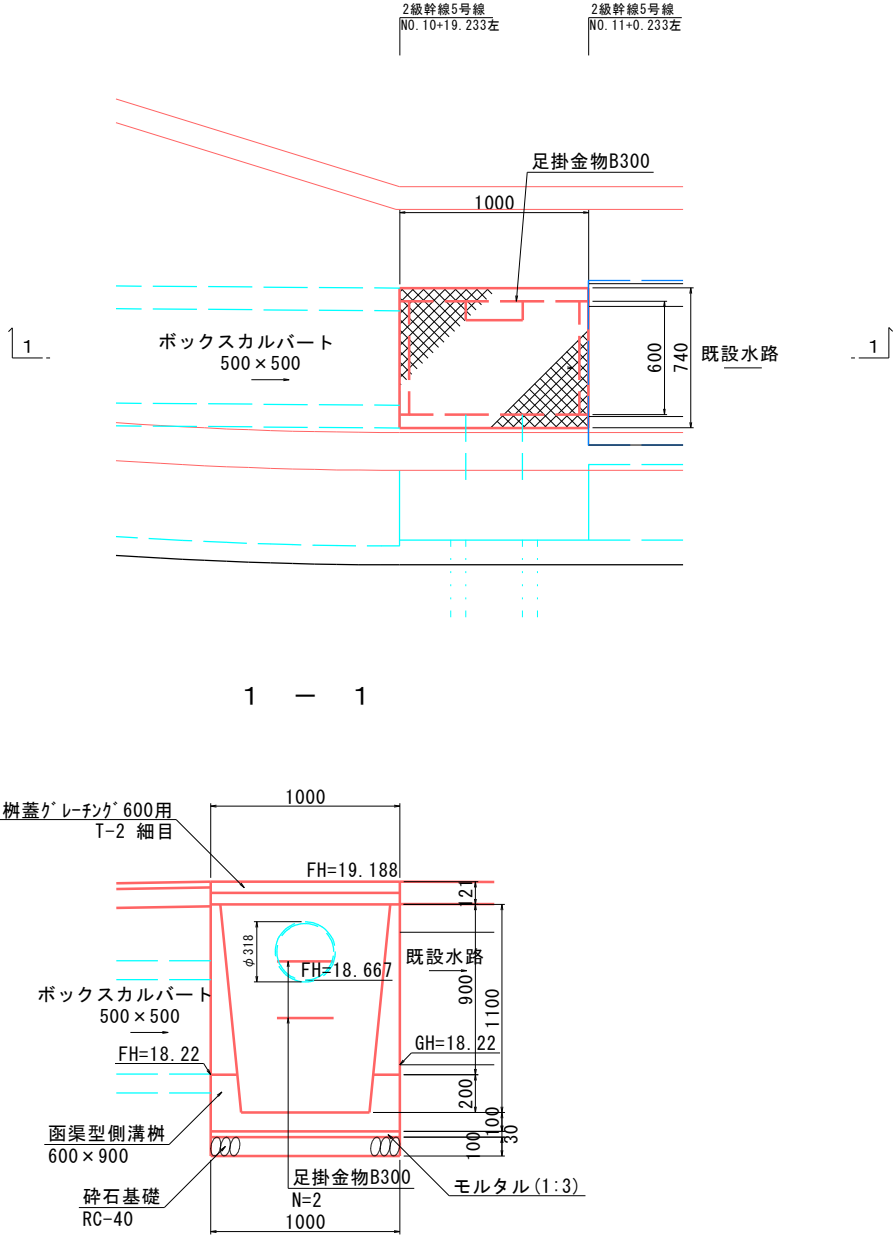 2級幹線5号線
NO.10+19.233左
2級幹線5号線
NO.11+0.233左
足掛金物B300
1000
1
ボックスカルバート
500×500
600
740
既設水路
1
1 － 1
桝蓋ｸﾞﾚｰﾁﾝｸﾞ600用
T-2 細目
1000
FH=19.188
121
φ318
FH=18.667
既設水路
900
1100
ボックスカルバート
500×500
FH=18.22
GH=18.22
200
100
30
100
函渠型側溝桝
600×900
砕石基礎
RC-40
足掛金物B300
N=2
モルタル(1:3)
1000